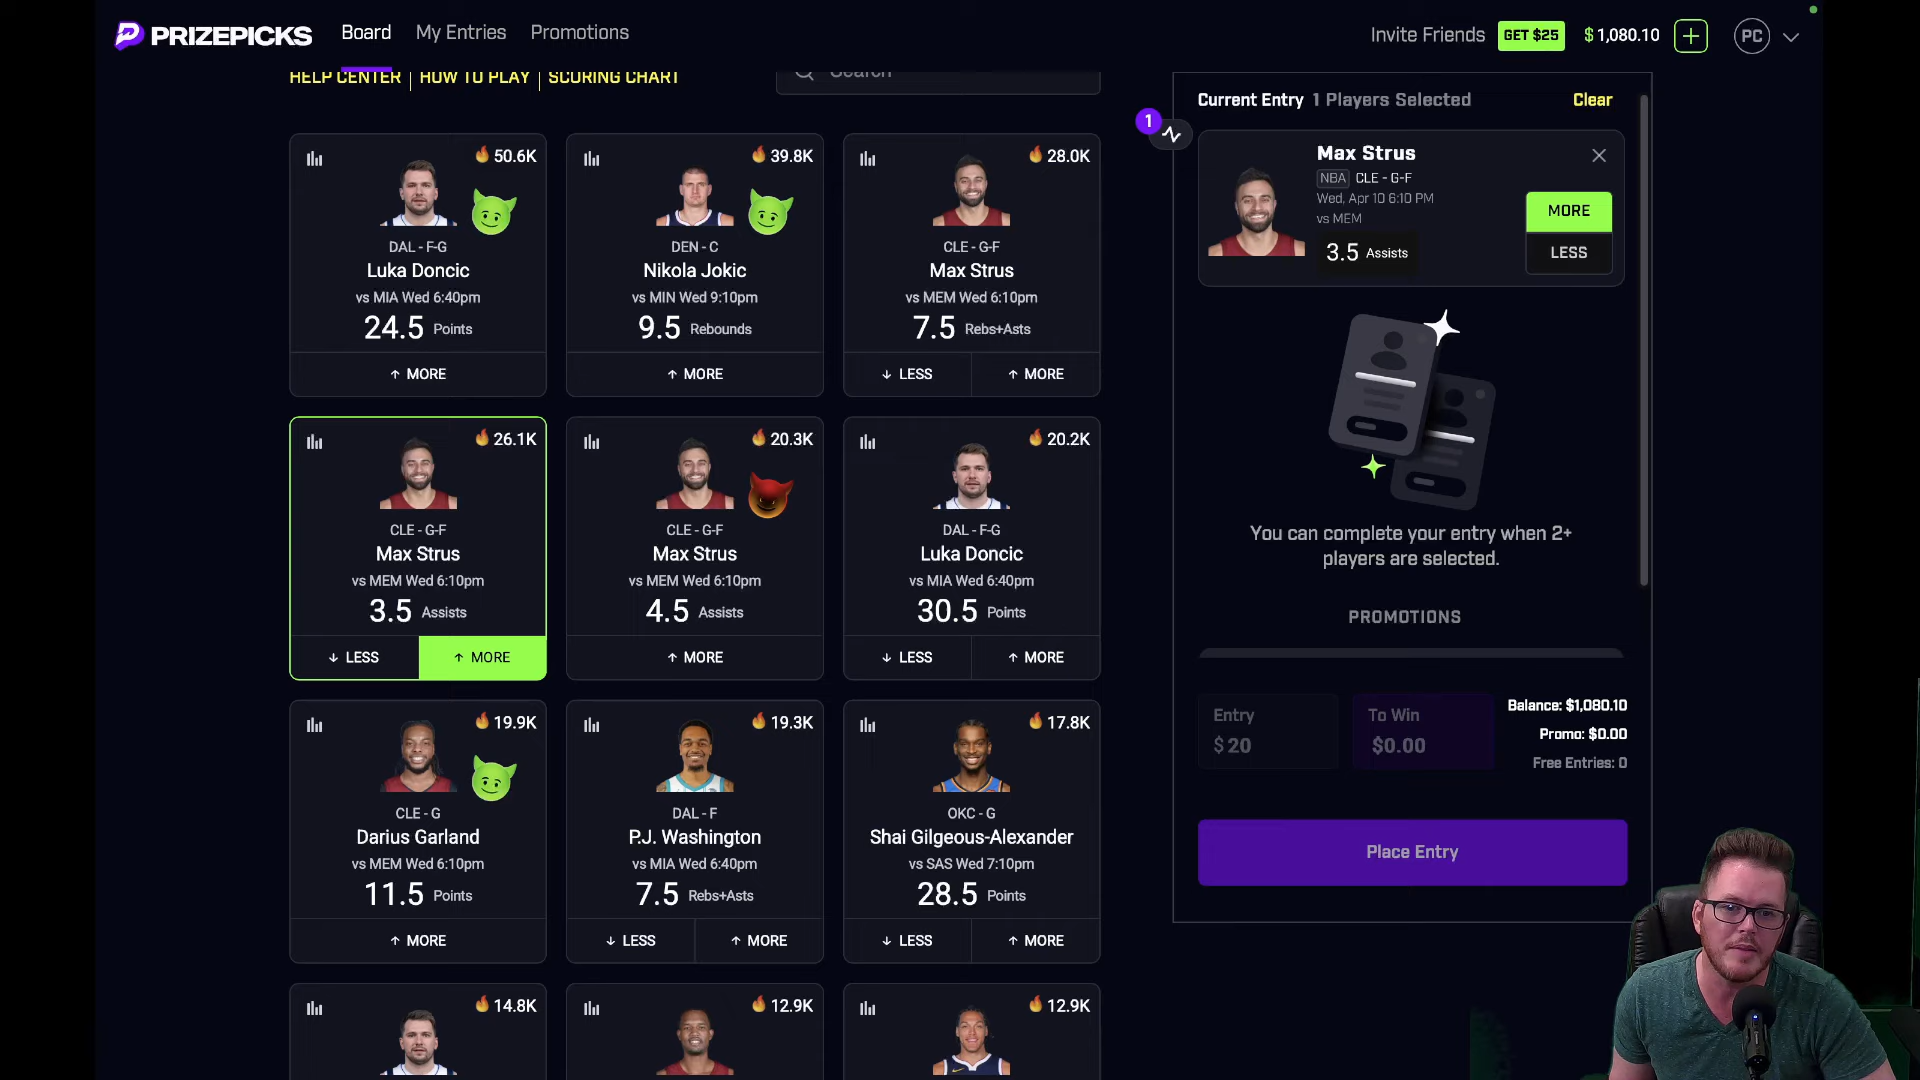 PRIZEPICKS
Board
My Entries
Promotions
Invite Friends
GET $25
$ 1,080.10
PC
HELP CENTER
HOW TO PLAY
SCORING CHART
Search
50.6K
DAL - F-G
Luka Doncic
vs MIA Wed 6:40pm
24.5 Points
↑ MORE
39.8K
DEN - C
Nikola Jokic
vs MIN Wed 9:10pm
9.5 Rebounds
↑ MORE
28.0K
CLE - G-F
Max Strus
vs MEM Wed 6:10pm
7.5 Rebs+Asts
↓ LESS
↑ MORE
26.1K
CLE - G-F
Max Strus
vs MEM Wed 6:10pm
3.5 Assists
↓ LESS
↑ MORE
20.3K
CLE - G-F
Max Strus
vs MEM Wed 6:10pm
4.5 Assists
↑ MORE
20.2K
DAL - F-G
Luka Doncic
vs MIA Wed 6:40pm
30.5 Points
↓ LESS
↑ MORE
19.9K
CLE - G
Darius Garland
vs MEM Wed 6:10pm
11.5 Points
↑ MORE
19.3K
DAL - F
P.J. Washington
vs MIA Wed 6:40pm
7.5 Rebs+Asts
↓ LESS
↑ MORE
17.8K
OKC - G
Shai Gilgeous-Alexander
vs SAS Wed 7:10pm
28.5 Points
↓ LESS
↑ MORE
14.8K
12.9K
12.9K
1
Current Entry 1 Players Selected
Clear
Max Strus
NBA CLE - G-F
Wed, Apr 10 6:10 PM
vs MEM
3.5 Assists
MORE
LESS
You can complete your entry when 2+
players are selected.
PROMOTIONS
Entry
$ 20
To Win
$0.00
Balance: $1,080.10
Promo: $0.00
Free Entries: 0
Place Entry